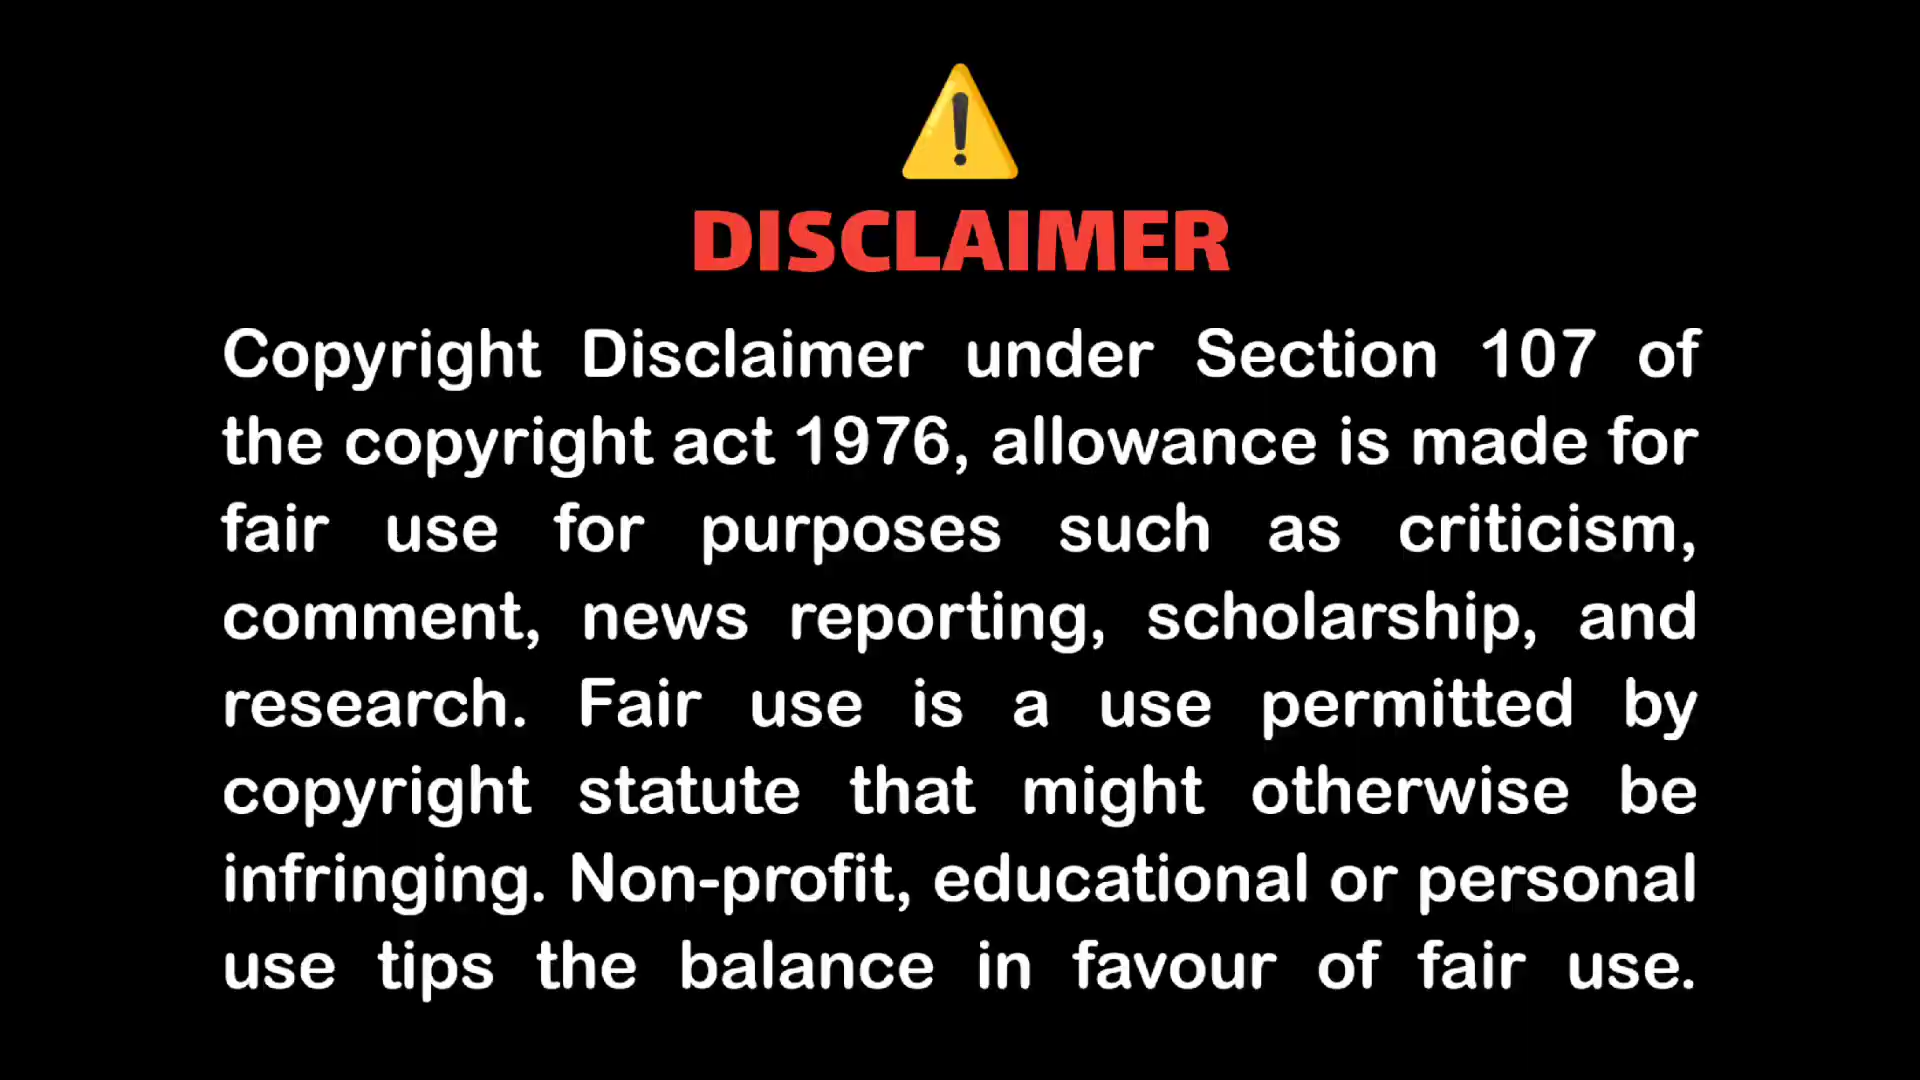 DISCLAIMER
Copyright Disclaimer under Section 107 of
the copyright act 1976, allowance is made for
fair use for purposes such as criticism,
comment, news reporting, scholarship, and
research. Fair use is a use permitted by
copyright statute that might otherwise be
infringing. Non-profit, educational or personal
use tips the balance in favour of fair use.